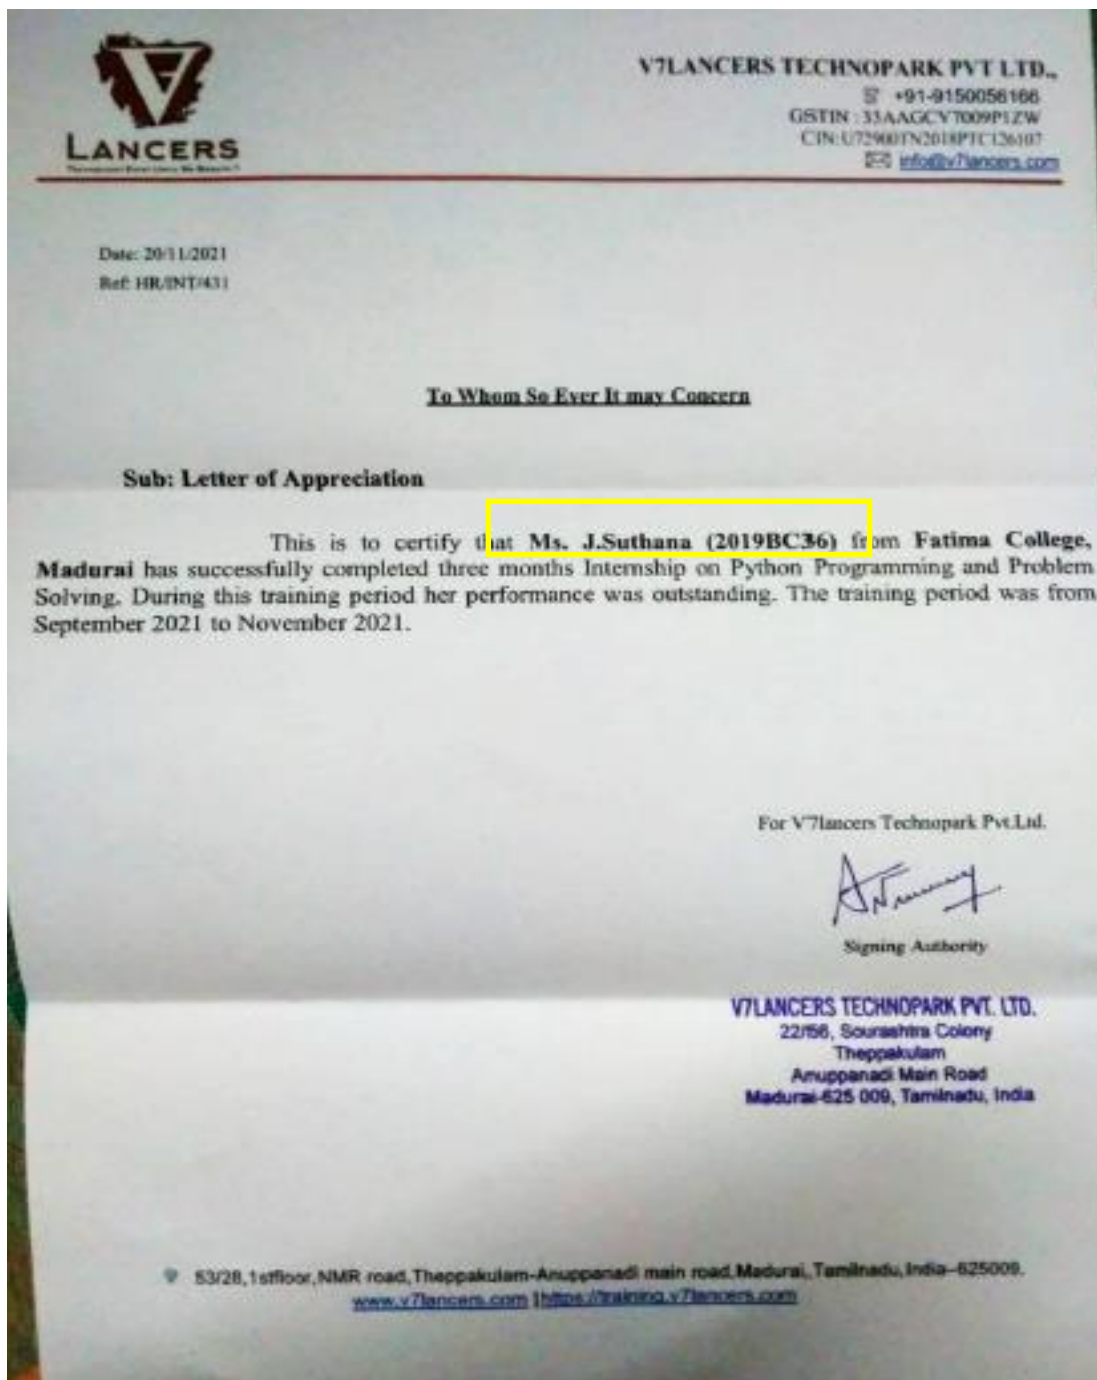 LANCERS
V7LANCERS TECHNOPARK PVT LTD.,
+91-9150056166
GSTIN : 33AAGCV7009P1ZW
CIN: U72900TN2018PTC126107
info@v7lancers.com
Date: 20/11/2021
Ref: HR/INT/431
To Whom So Ever It may Concern
Sub: Letter of Appreciation
This is to certify that Ms. J.Suthana (2019BC36) from Fatima College,
Madurai has successfully completed three months Internship on Python Programming and Problem
Solving. During this training period her performance was outstanding. The training period was from
September 2021 to November 2021.
For V7lancers Technopark Pvt.Ltd.
Signing Authority
V7LANCERS TECHNOPARK PVT. LTD.
22/156, Sourashtra Colony
Theppakulam
Anuppanadi Main Road
Madurai-625 009, Tamilnadu, India
53/28,1stfloor,NMR road,Theppakulam-Anuppanadi main road,Madurai,Tamilnadu,India–625009.
www.v7lancers.com |https://training.v7lancers.com